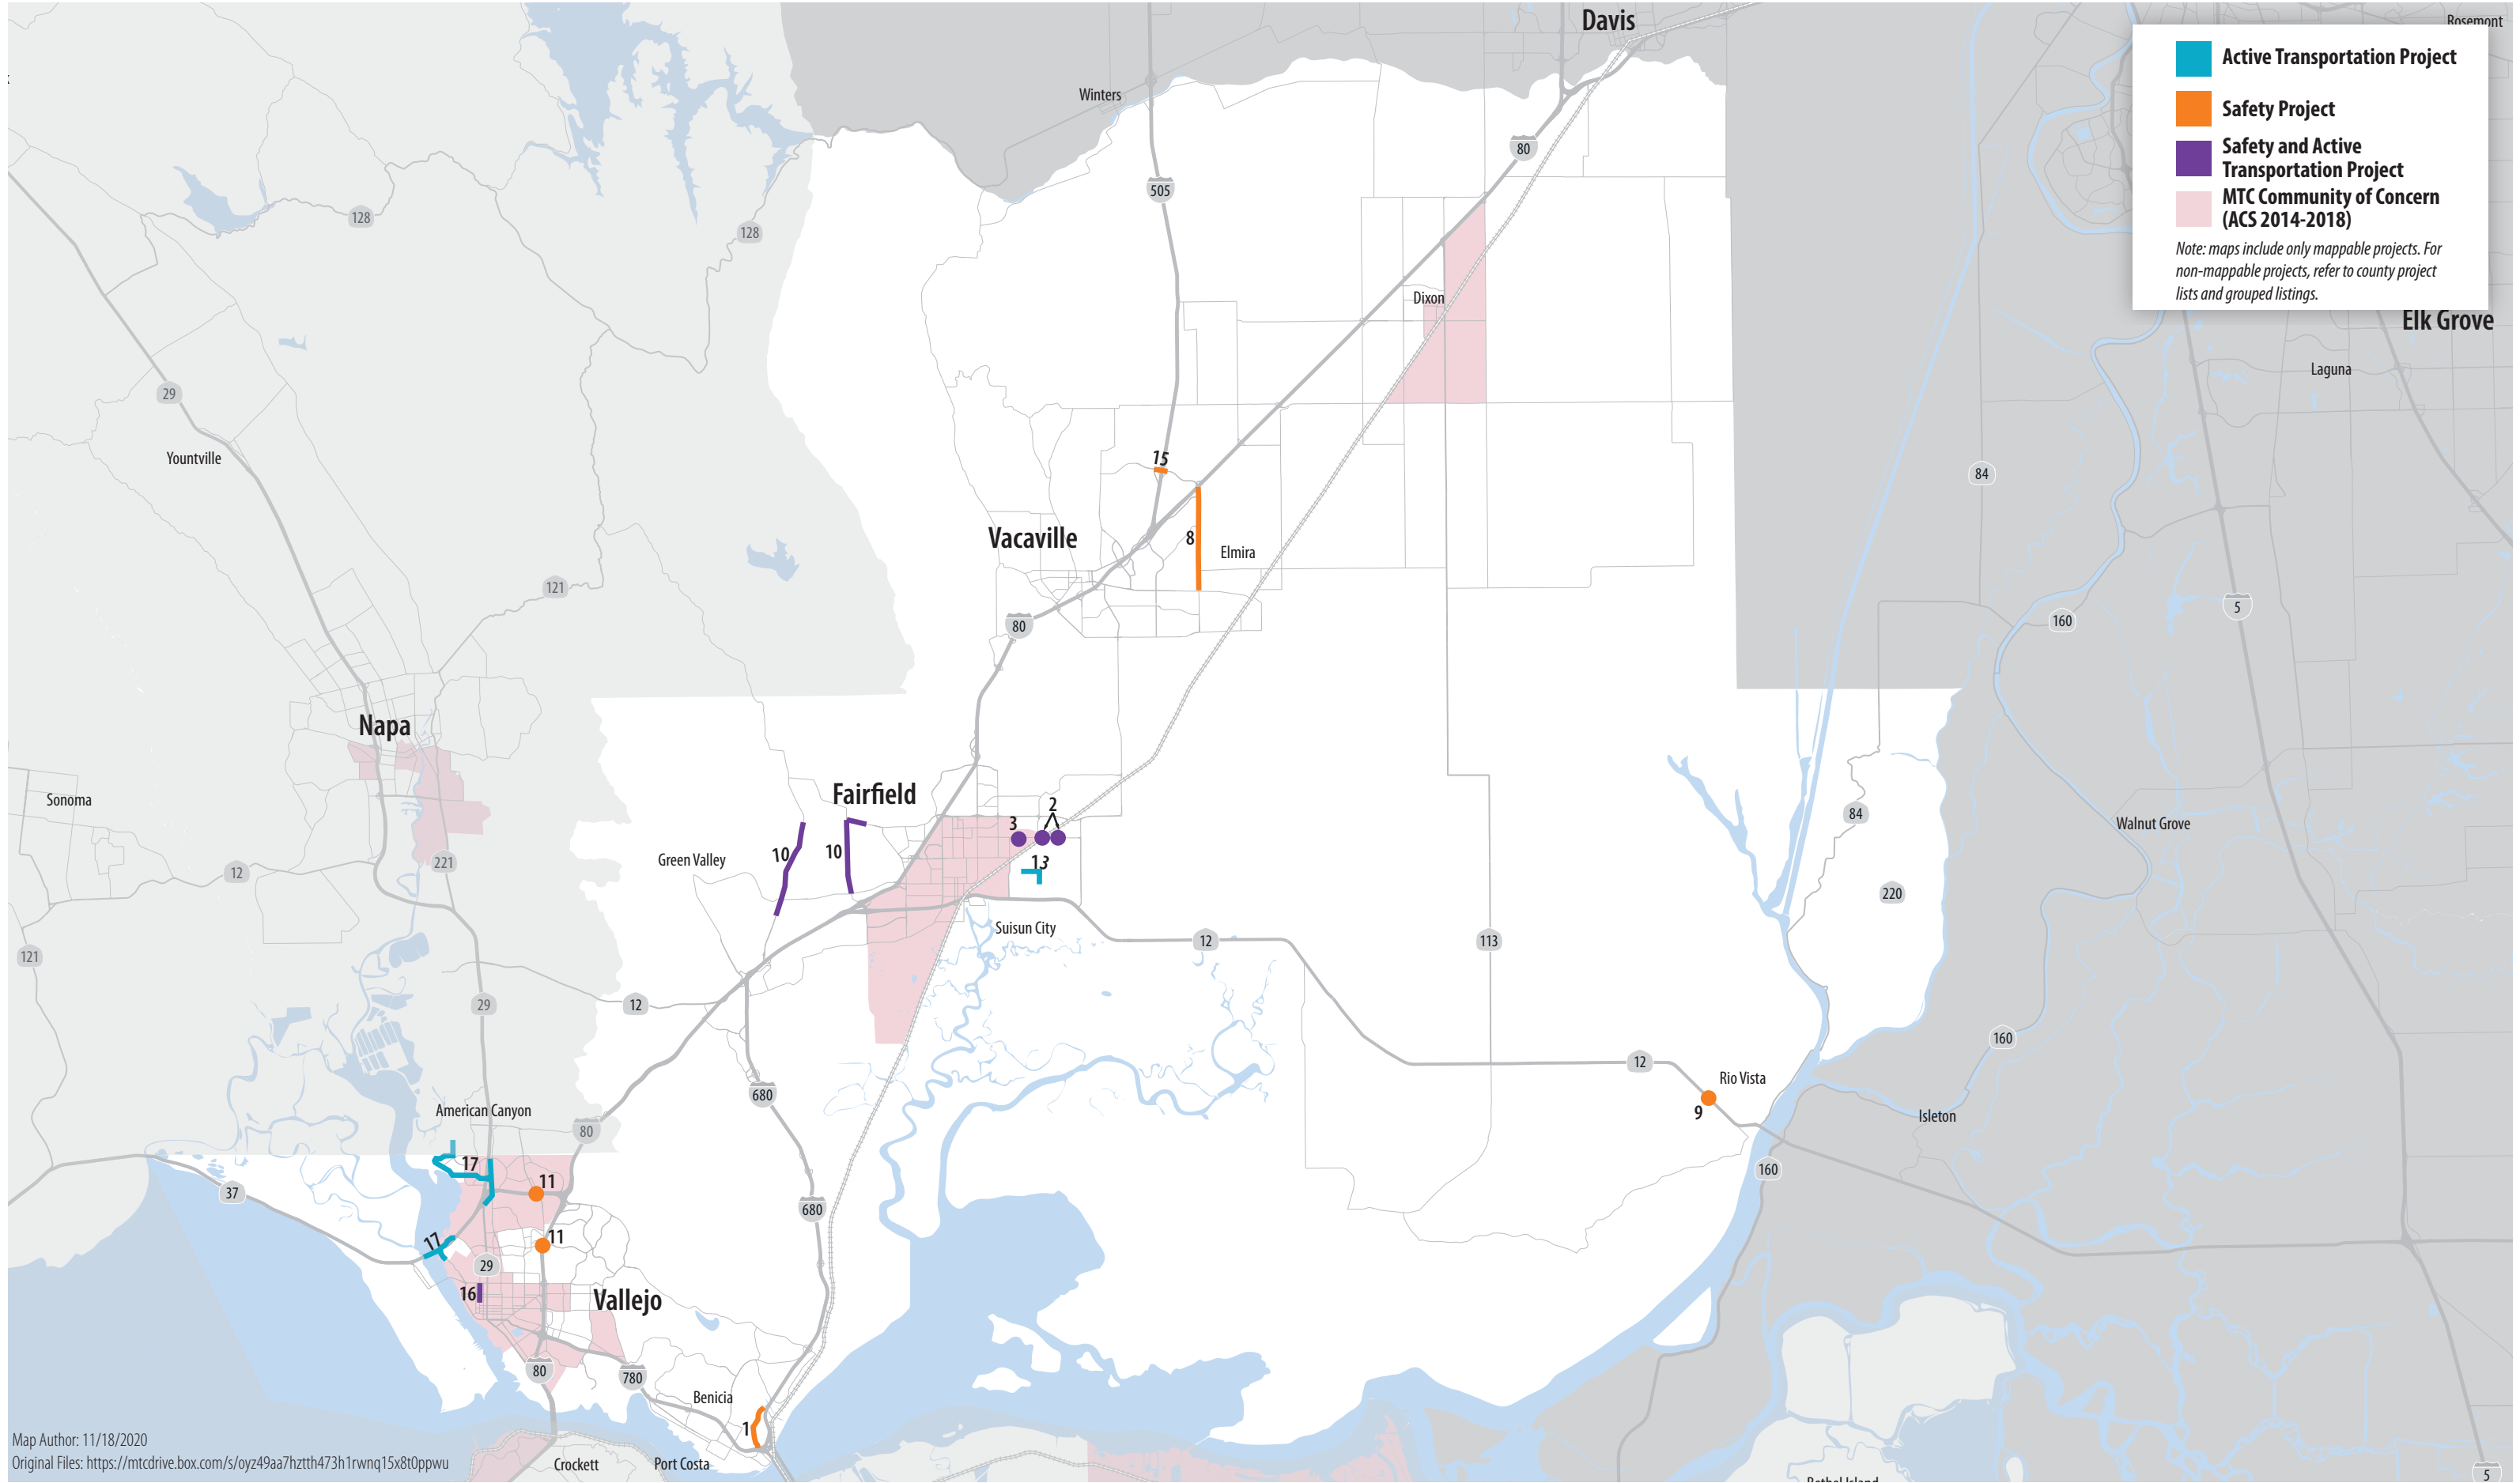 Davis
Rosemont
Active Transportation Project
Safety Project
Safety and Active
Transportation Project
MTC Community of Concern
(ACS 2014-2018)
Note: maps include only mappable projects. For
non-mappable projects, refer to county project
lists and grouped listings.
Winters
80
505
128
128
Dixon
Elk Grove
Laguna
29
Yountville
15
84
Vacaville
8
Elmira
121
80
160
5
Napa
Sonoma
Fairfield
2
3
84
Walnut Grove
10
10
Green Valley
13
221
12
220
Suisun City
12
113
121
29
12
160
12
Rio Vista
680
9
American Canyon
Isleton
80
17
11
160
37
680
17
11
29
16
Vallejo
80
780
Benicia
1
Map Author: 11/18/2020
Original Files: https://mtcdrive.box.com/s/oyz49aa7hztth473h1rwnq15x8t0ppwu
Crockett
Port Costa
5